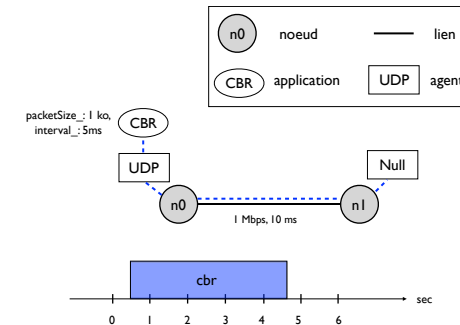 n0
noeud
lien
CBR
application
UDP
agent
packetSize_: 1 ko,
interval_: 5ms
CBR
UDP
Null
n0
n1
1 Mbps, 10 ms
cbr
sec
0 1 2 3 4 5 6